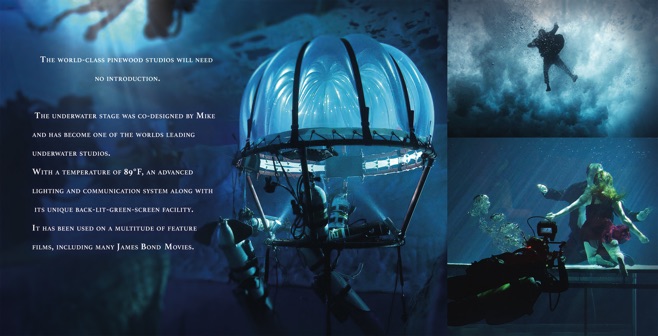 The world-class pinewood studios will need
no introduction.
The underwater stage was co-designed by Mike
and has become one of the worlds leading
underwater studios.
With a temperature of 89°F, an advanced
lighting and communication system along with
its unique back-lit-green-screen facility.
It has been used on a multitude of feature
films, including many James Bond Movies.